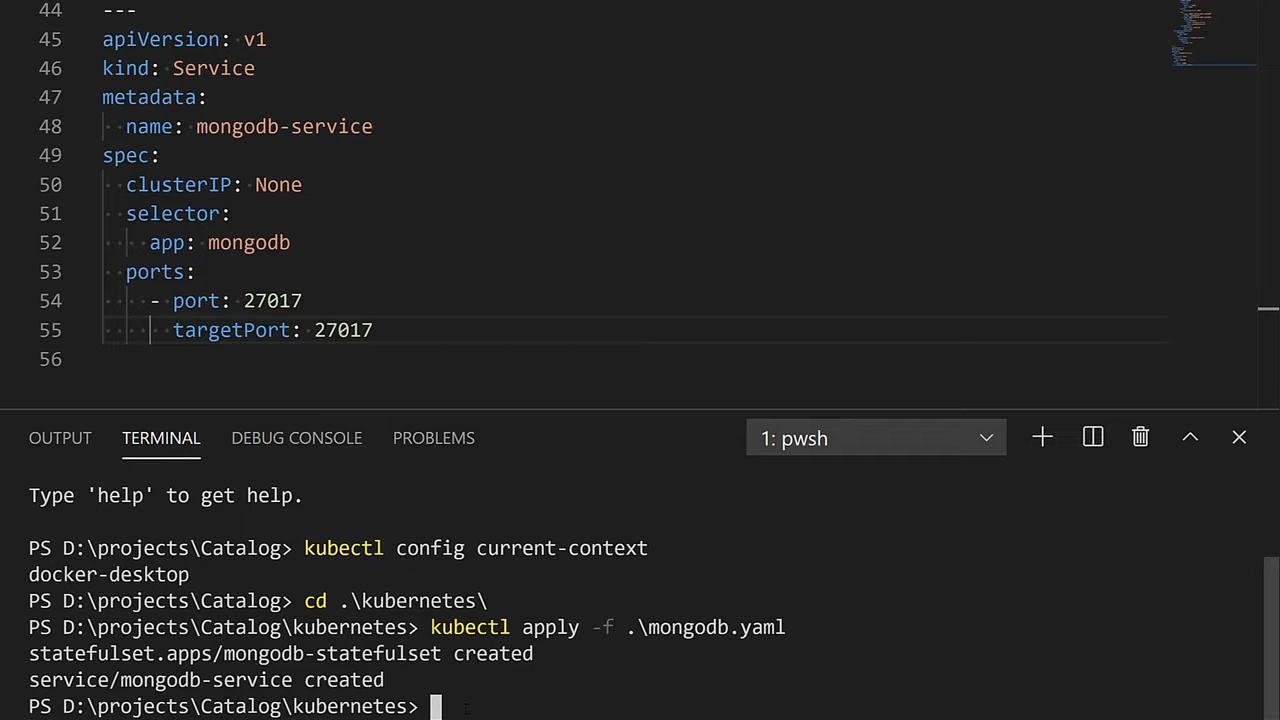 44 ---
45 apiVersion: v1
46 kind: Service
47 metadata:
48   name: mongodb-service
49 spec:
50   clusterIP: None
51   selector:
52     app: mongodb
53   ports:
54     - port: 27017
55       targetPort: 27017
56
OUTPUT TERMINAL DEBUG CONSOLE PROBLEMS 1: pwsh
Type 'help' to get help.
PS D:\projects\Catalog> kubectl config current-context
docker-desktop
PS D:\projects\Catalog> cd .\kubernetes\
PS D:\projects\Catalog\kubernetes> kubectl apply -f .\mongodb.yaml
statefulset.apps/mongodb-statefulset created
service/mongodb-service created
PS D:\projects\Catalog\kubernetes>